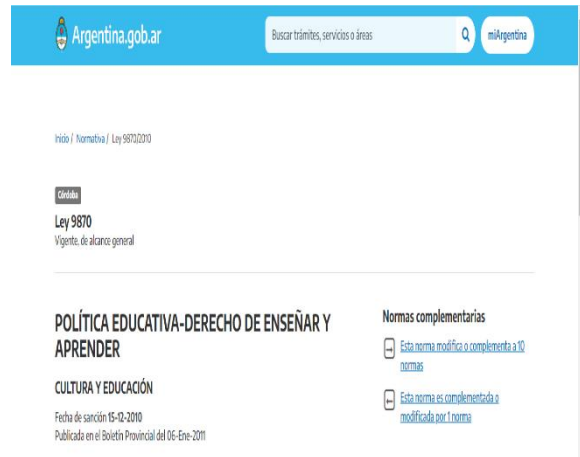 Argentina.gob.ar
Buscar trámites, servicios o áreas
miArgentina
Inicio / Normativa / Ley 9870/2010
Córdoba
Ley 9870
Vigente, de alcance general
POLÍTICA EDUCATIVA-DERECHO DE ENSEÑAR Y
APRENDER
CULTURA Y EDUCACIÓN
Fecha de sanción 15-12-2010
Publicada en el Boletín Provincial del 06-Ene-2011
Normas complementarias
Esta norma modifica o complementa a 10
normas
Esta norma es complementada o
modificada por 1 norma